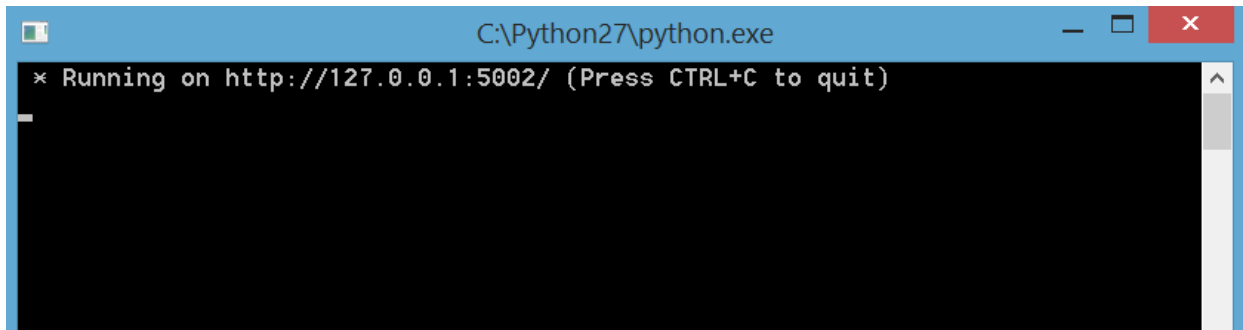 C:\Python27\python.exe
* Running on http://127.0.0.1:5002/ (Press CTRL+C to quit)